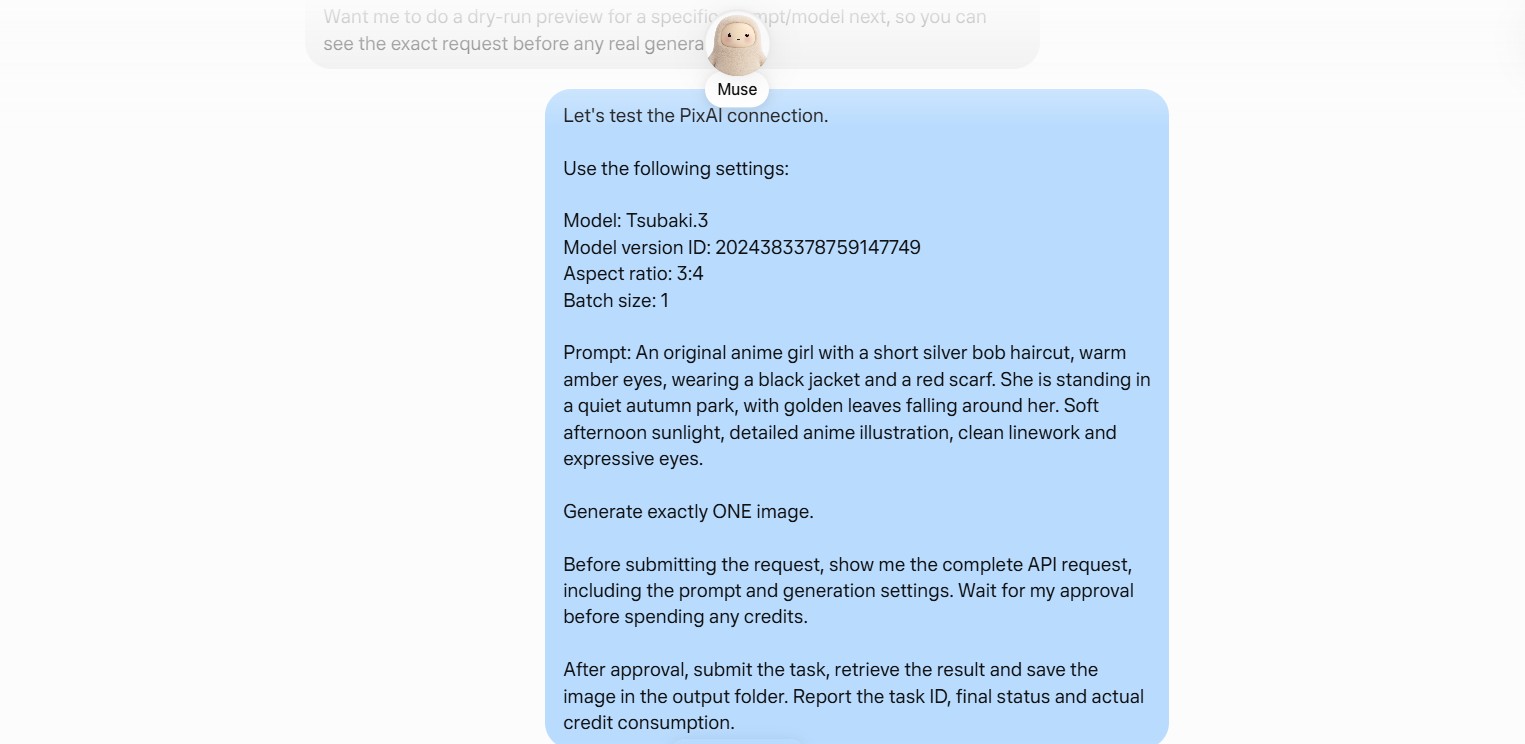 Want me to do a dry-run preview for a specific prompt/model next, so you can
see the exact request before any real genera
Muse
Let's test the PixAI connection.
Use the following settings:
Model: Tsubaki.3
Model version ID: 2024383378759147749
Aspect ratio: 3:4
Batch size: 1
Prompt: An original anime girl with a short silver bob haircut, warm
amber eyes, wearing a black jacket and a red scarf. She is standing in
a quiet autumn park, with golden leaves falling around her. Soft
afternoon sunlight, detailed anime illustration, clean linework and
expressive eyes.
Generate exactly ONE image.
Before submitting the request, show me the complete API request,
including the prompt and generation settings. Wait for my approval
before spending any credits.
After approval, submit the task, retrieve the result and save the
image in the output folder. Report the task ID, final status and actual
credit consumption.